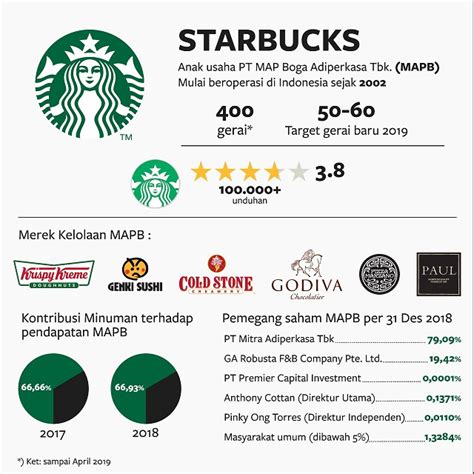 STARBUCKS
Anak usaha PT MAP Boga Adiperkasa Tbk. (MAPB)
Mulai beroperasi di Indonesia sejak 2002
400
gerai*
50-60
Target gerai baru 2019
TM
3.8
100.000+
unduhan
Merek Kelolaan MAPB :
Krispy Kreme
DOUGHNUTS
GENKI SUSHI
COLD STONE
CREAMERY
GODIVA
Chocolatier
PIZZA
MARZANO
PAUL
Kontribusi Minuman terhadap
pendapatan MAPB
66,66%
2017
66,93%
2018
Pemegang saham MAPB per 31 Des 2018
PT Mitra Adiperkasa Tbk 79,09%
GA Robusta F&B Company Pte. Ltd. 19,42%
PT Premier Capital Investment 0,0001%
Anthony Cottan (Direktur Utama) 0,1371%
Pinky Ong Torres (Direktur Independen) 0,0110%
Masyarakat umum (dibawah 5%) 1,3284%
*) Ket: sampai April 2019